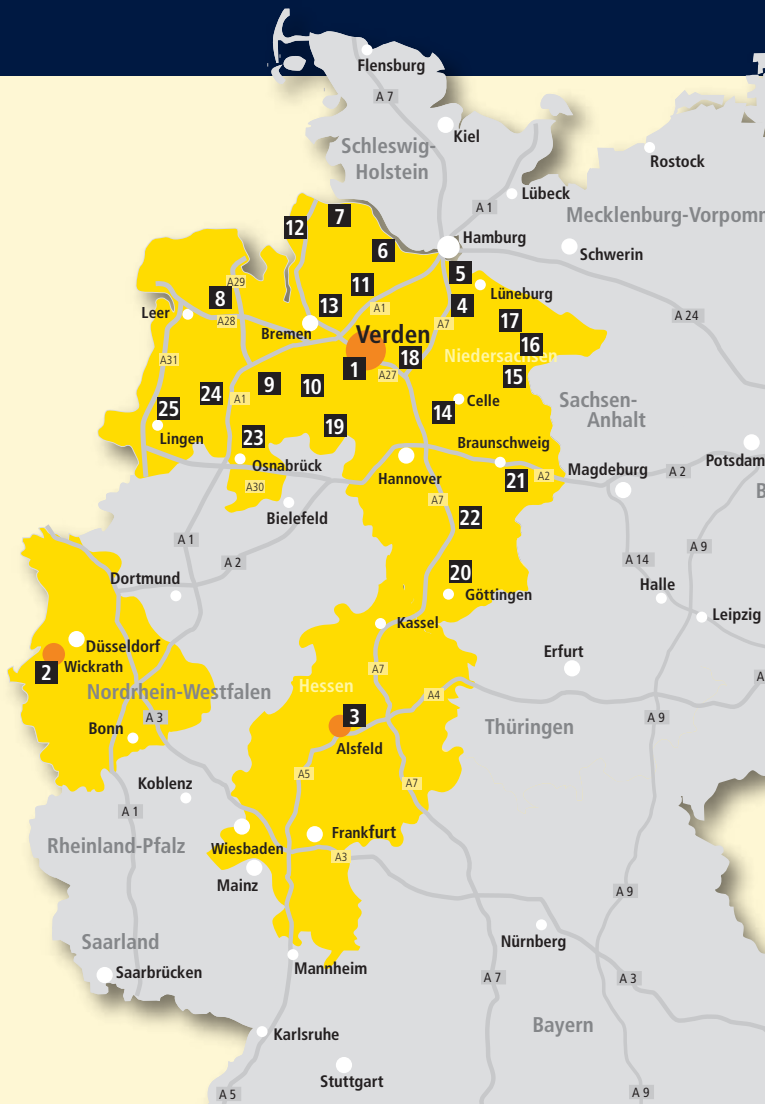 Flensburg
A 7
Kiel
Schleswig-
Holstein
Rostock
Lübeck
A 1
Mecklenburg-Vorpomm
7
12
Hamburg
6
Schwerin
5
A29
11
Lüneburg
8
13
4
Leer
A1
A28
A7
17
A 24
Bremen
Verden
16
18
Niedersachsen
A31
1
A27
15
9
10
24
A1
Celle
Sachsen-
Anhalt
25
14
19
Lingen
23
Braunschweig
Osnabrück
Potsdam
Magdeburg
A 2
Hannover
21
A2
A30
B
A7
Bielefeld
22
A 1
A 9
A 2
A 14
20
Dortmund
Halle
Göttingen
Leipzig
Kassel
Düsseldorf
Erfurt
2
Wickrath
A7
A
Hessen
Nordrhein-Westfalen
A4
3
A 3
A 9
Bonn
Thüringen
Alsfeld
A5
Koblenz
A7
A 1
Frankfurt
Rheinland-Pfalz
Wiesbaden
A3
Mainz
A 9
Saarland
Nürnberg
Saarbrücken
Mannheim
A 7
A 3
Bayern
Karlsruhe
Stuttgart
A 5
A 9